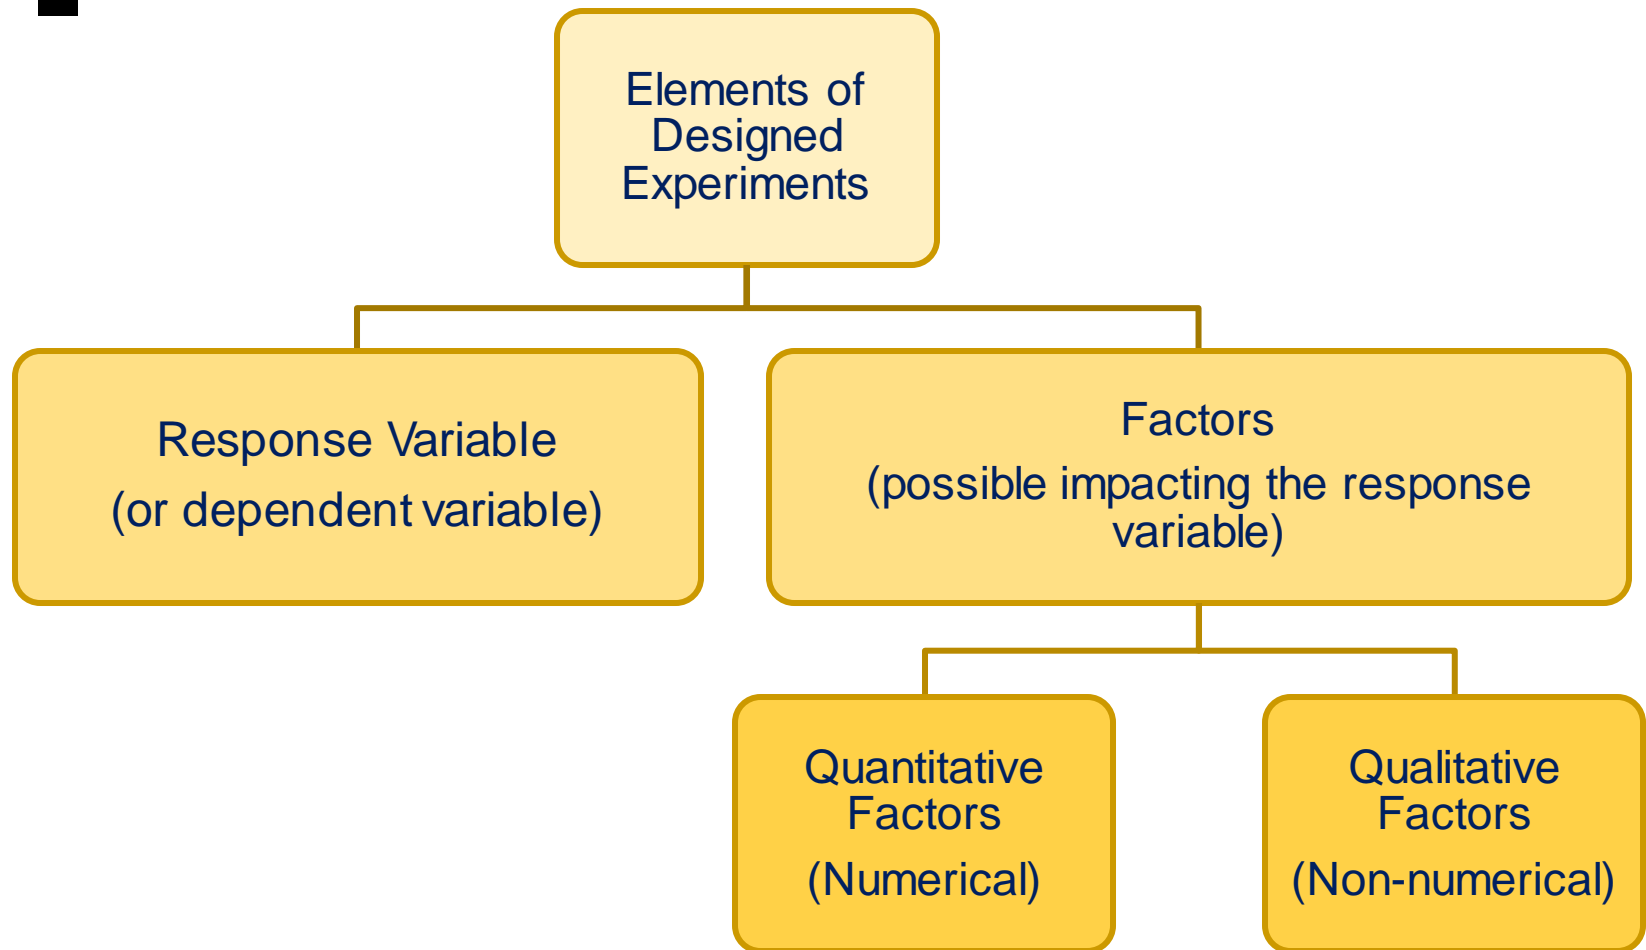 Elements of
Designed
Experiments
Response Variable
(or dependent variable)
Factors
(possible impacting the response
variable)
Quantitative
Factors
(Numerical)
Qualitative
Factors
(Non-numerical)